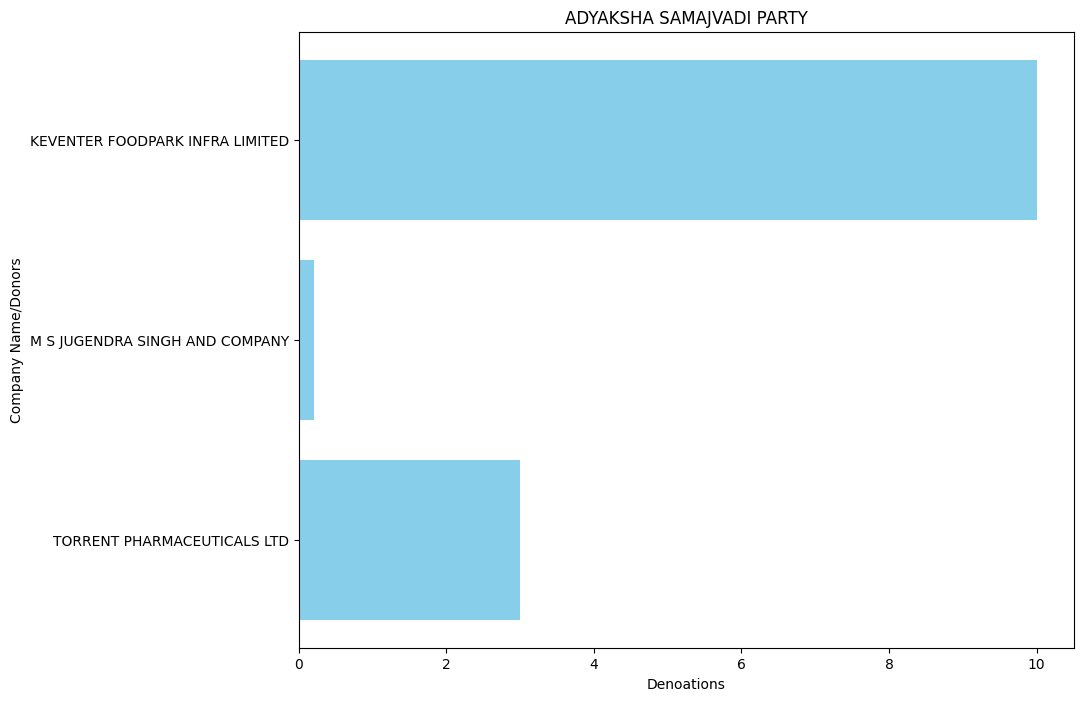 ADYAKSHA SAMAJVADI PARTY
Company Name/Donors
KEVENTER FOODPARK INFRA LIMITED
M S JUGENDRA SINGH AND COMPANY
TORRENT PHARMACEUTICALS LTD
0 2 4 6 8 10
Denoations